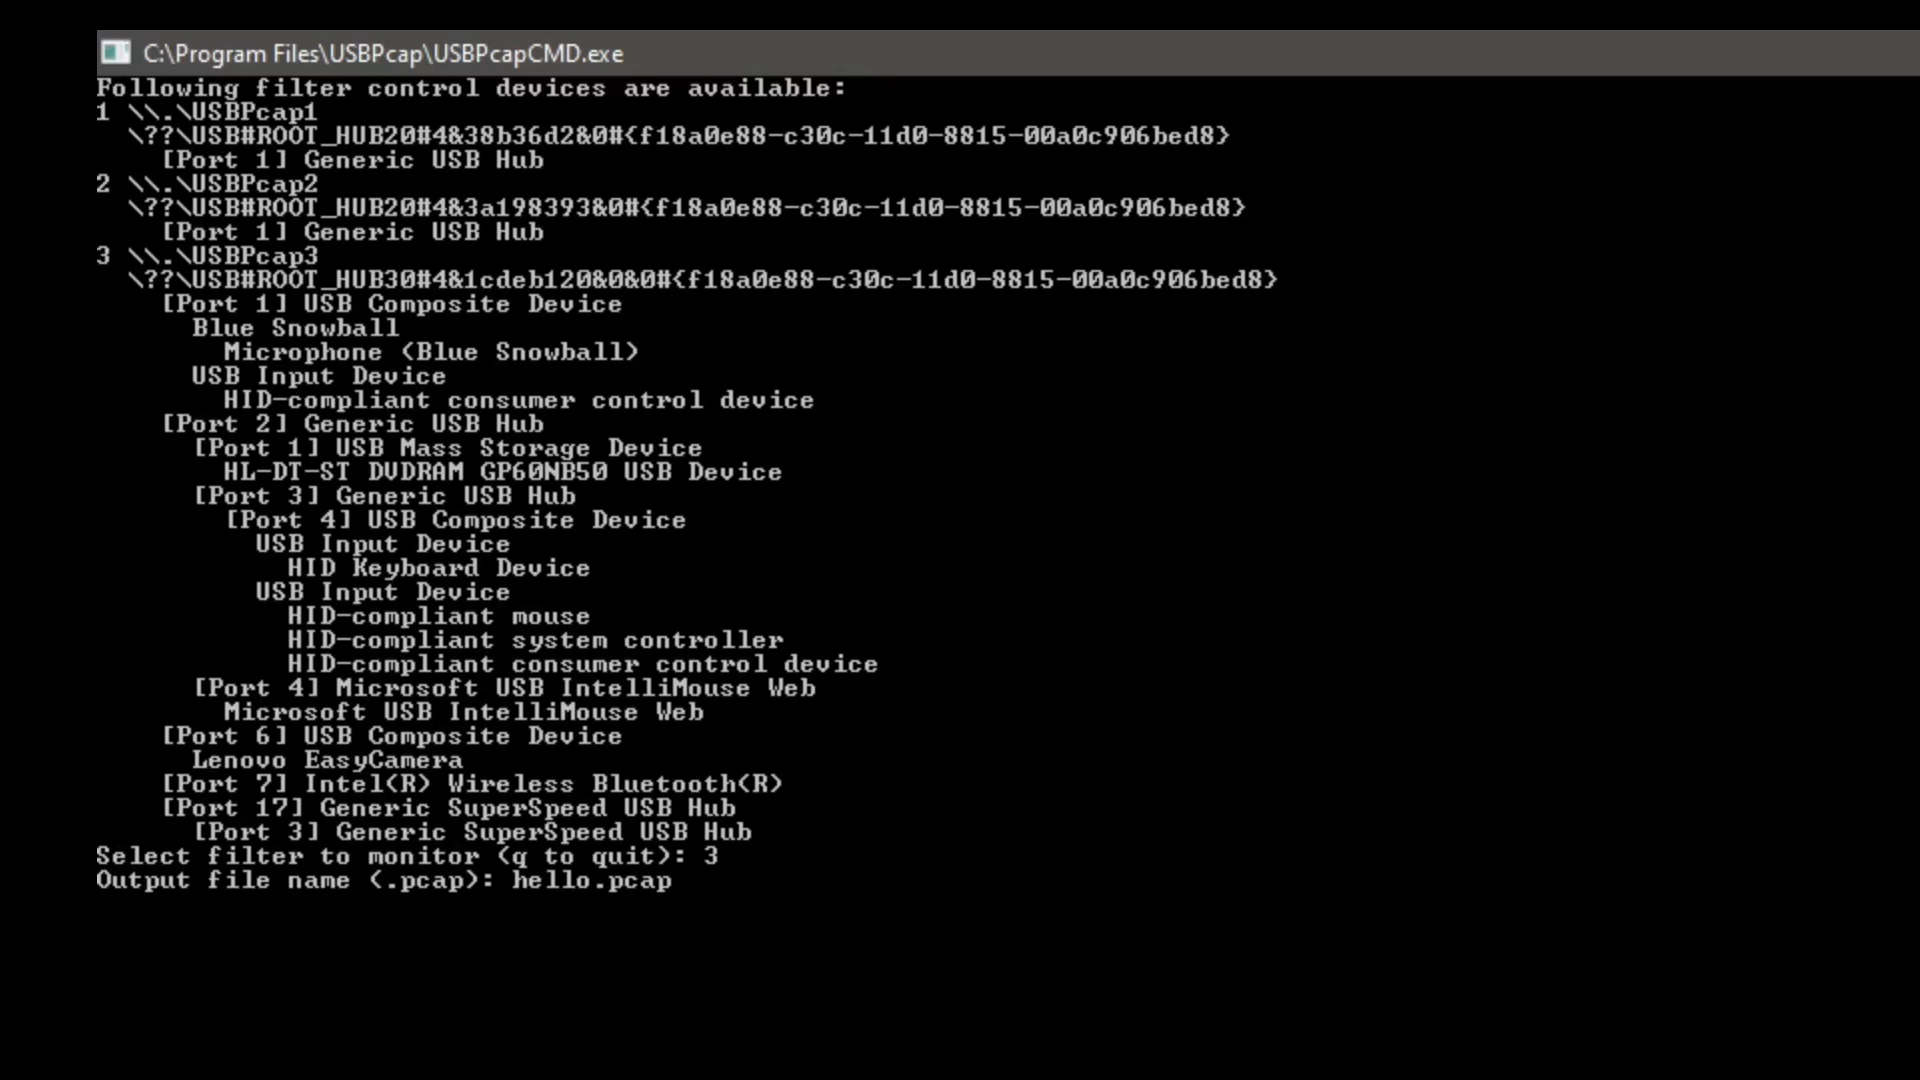 C:\Program Files\USBPcap\USBPcapCMD.exe
Following filter control devices are available:
1 \\.\USBPcap1
  \??\USB#ROOT_HUB20#4&38b36d2&0#{f18a0e88-c30c-11d0-8815-00a0c906bed8}
    [Port 1] Generic USB Hub
2 \\.\USBPcap2
  \??\USB#ROOT_HUB20#4&3a198393&0#{f18a0e88-c30c-11d0-8815-00a0c906bed8}
    [Port 1] Generic USB Hub
3 \\.\USBPcap3
  \??\USB#ROOT_HUB30#4&1cdeb120&0&0#{f18a0e88-c30c-11d0-8815-00a0c906bed8}
    [Port 1] USB Composite Device
      Blue Snowball
        Microphone (Blue Snowball)
      USB Input Device
        HID-compliant consumer control device
    [Port 2] Generic USB Hub
      [Port 1] USB Mass Storage Device
        HL-DT-ST DVDRAM GP60NB50 USB Device
      [Port 3] Generic USB Hub
        [Port 4] USB Composite Device
          USB Input Device
            HID Keyboard Device
          USB Input Device
            HID-compliant mouse
            HID-compliant system controller
            HID-compliant consumer control device
      [Port 4] Microsoft USB IntelliMouse Web
        Microsoft USB IntelliMouse Web
    [Port 6] USB Composite Device
      Lenovo EasyCamera
    [Port 7] Intel(R) Wireless Bluetooth(R)
    [Port 17] Generic SuperSpeed USB Hub
      [Port 3] Generic SuperSpeed USB Hub
Select filter to monitor (q to quit): 3
Output file name (.pcap): hello.pcap